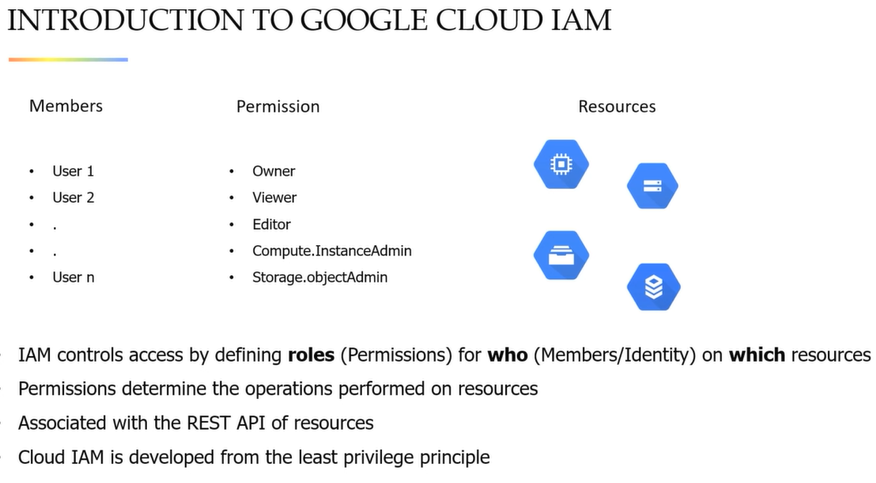 INTRODUCTION TO GOOGLE CLOUD IAM
Members
Permission
Resources
• User 1
• User 2
• .
• .
• User n
• Owner
• Viewer
• Editor
• Compute.InstanceAdmin
• Storage.objectAdmin
IAM controls access by defining roles (Permissions) for who (Members/Identity) on which resources
Permissions determine the operations performed on resources
Associated with the REST API of resources
Cloud IAM is developed from the least privilege principle